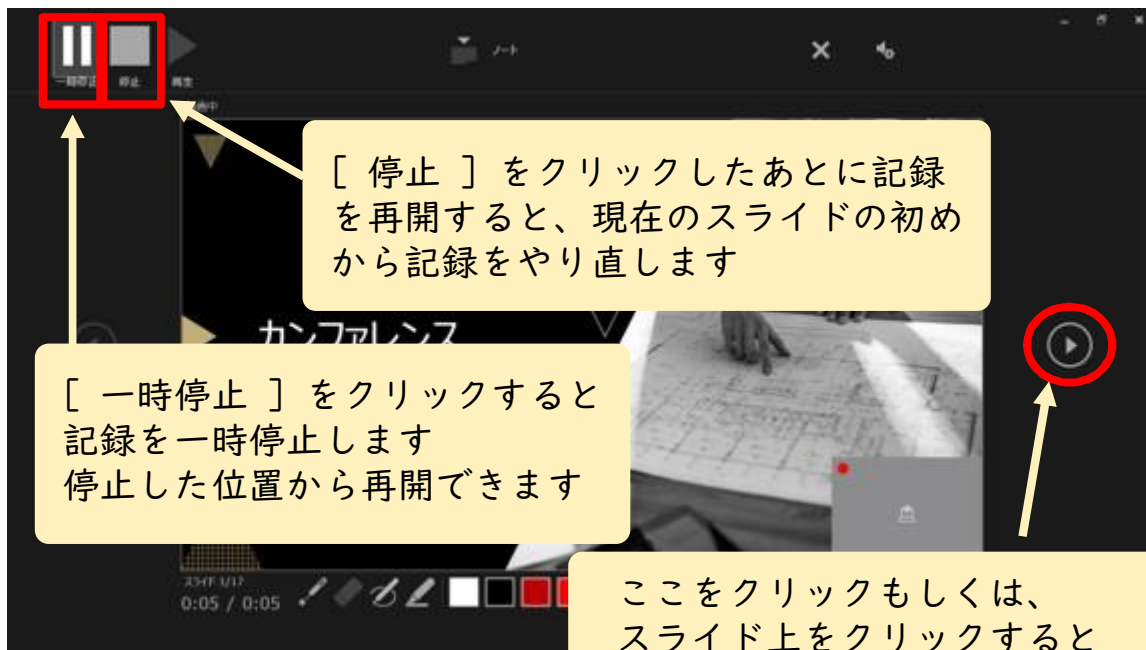 一時停止
停止
再生
ノート
[ 停止 ] をクリックしたあとに記録
を再開すると、現在のスライドの初め
から記録をやり直します
カンファレンス
[ 一時停止 ] をクリックすると
記録を一時停止します
停止した位置から再開できます
スライド 1/17
0:05 / 0:05
ここをクリックもしくは、
スライド上をクリックすると